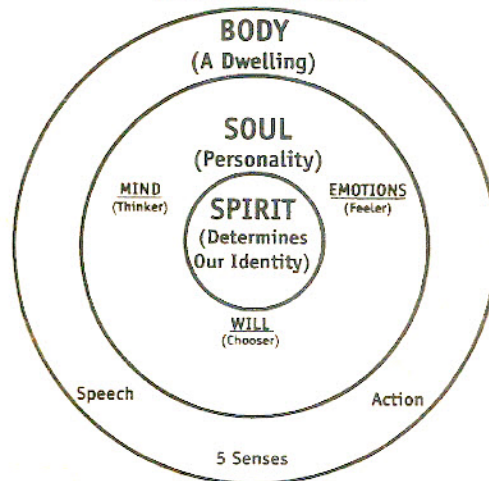 BODY
(A Dwelling)
SOUL
(Personality)
MIND
(Thinker)
EMOTIONS
(Feeler)
SPIRIT
(Determines
Our Identity)
WILL
(Chooser)
Speech
Action
5 Senses